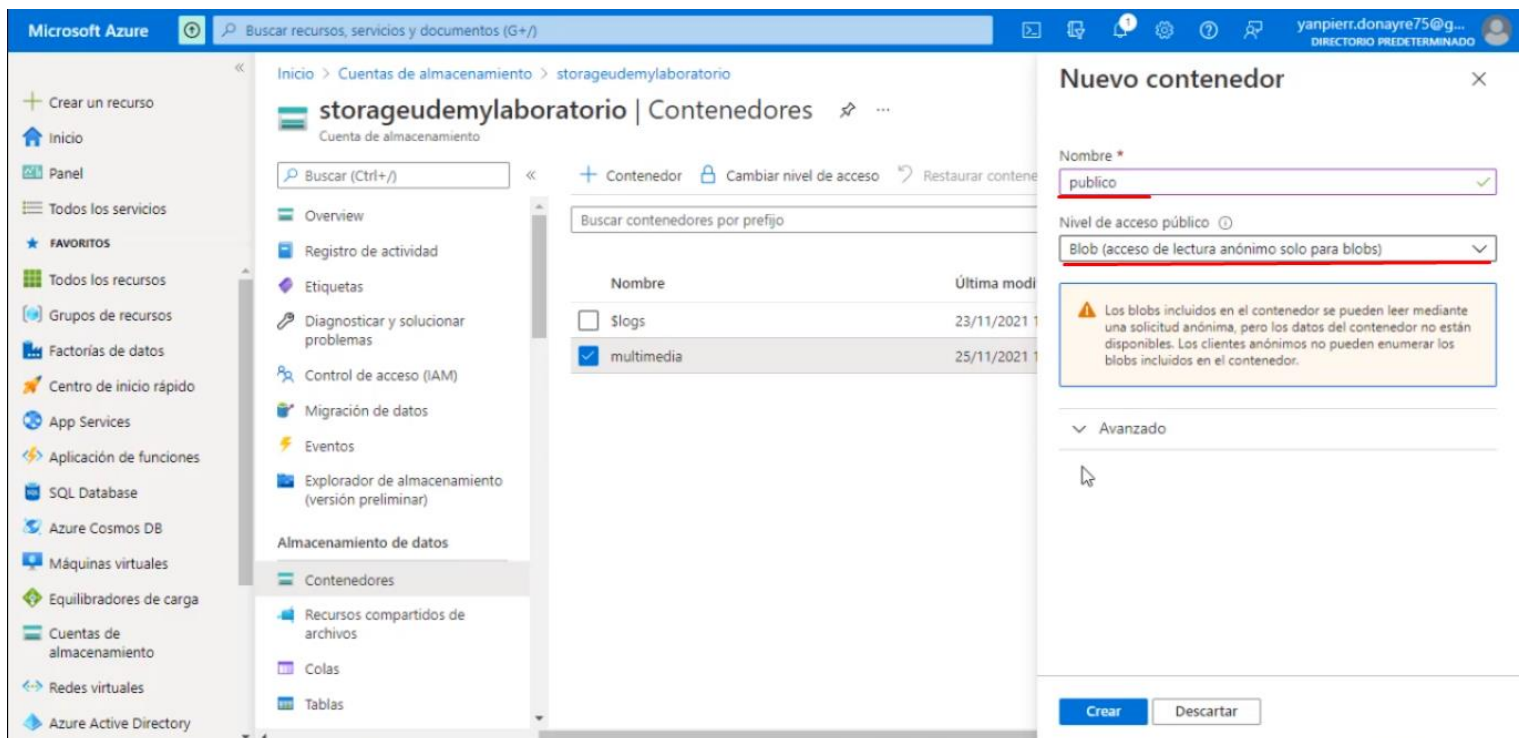 Microsoft Azure
Buscar recursos, servicios y documentos (G+/)
1
yanpierr.donayre75@g...
DIRECTORIO PREDETERMINADO
«
Crear un recurso
Inicio
Panel
Todos los servicios
FAVORITOS
Todos los recursos
Grupos de recursos
Factorías de datos
Centro de inicio rápido
App Services
Aplicación de funciones
SQL Database
Azure Cosmos DB
Máquinas virtuales
Equilibradores de carga
Cuentas de
almacenamiento
Redes virtuales
Azure Active Directory
Inicio > Cuentas de almacenamiento > storageudemylaboratorio
storageudemylaboratorio | Contenedores
Cuenta de almacenamiento
Buscar (Ctrl+/)
«
Overview
Registro de actividad
Etiquetas
Diagnosticar y solucionar
problemas
Control de acceso (IAM)
Migración de datos
Eventos
Explorador de almacenamiento
(versión preliminar)
Almacenamiento de datos
Contenedores
Recursos compartidos de
archivos
Colas
Tablas
Contenedor
Cambiar nivel de acceso
Restaurar contene
Buscar contenedores por prefijo
Nombre
Última modi
$logs
23/11/2021 1
multimedia
25/11/2021 1
Nuevo contenedor
Nombre *
publico
Nivel de acceso público
Blob (acceso de lectura anónimo solo para blobs)
Los blobs incluidos en el contenedor se pueden leer mediante
una solicitud anónima, pero los datos del contenedor no están
disponibles. Los clientes anónimos no pueden enumerar los
blobs incluidos en el contenedor.
Avanzado
Crear
Descartar